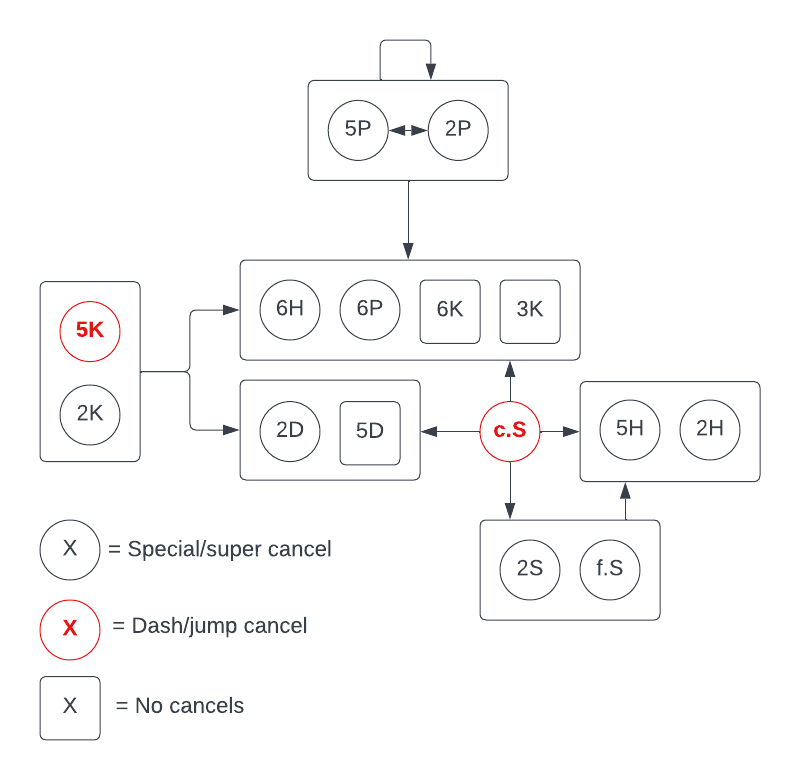 5P 2P
6H 6P 6K 3K
5K
2K
2D 5D
c.S
5H 2H
2S f.S
X = Special/super cancel
X = Dash/jump cancel
X = No cancels